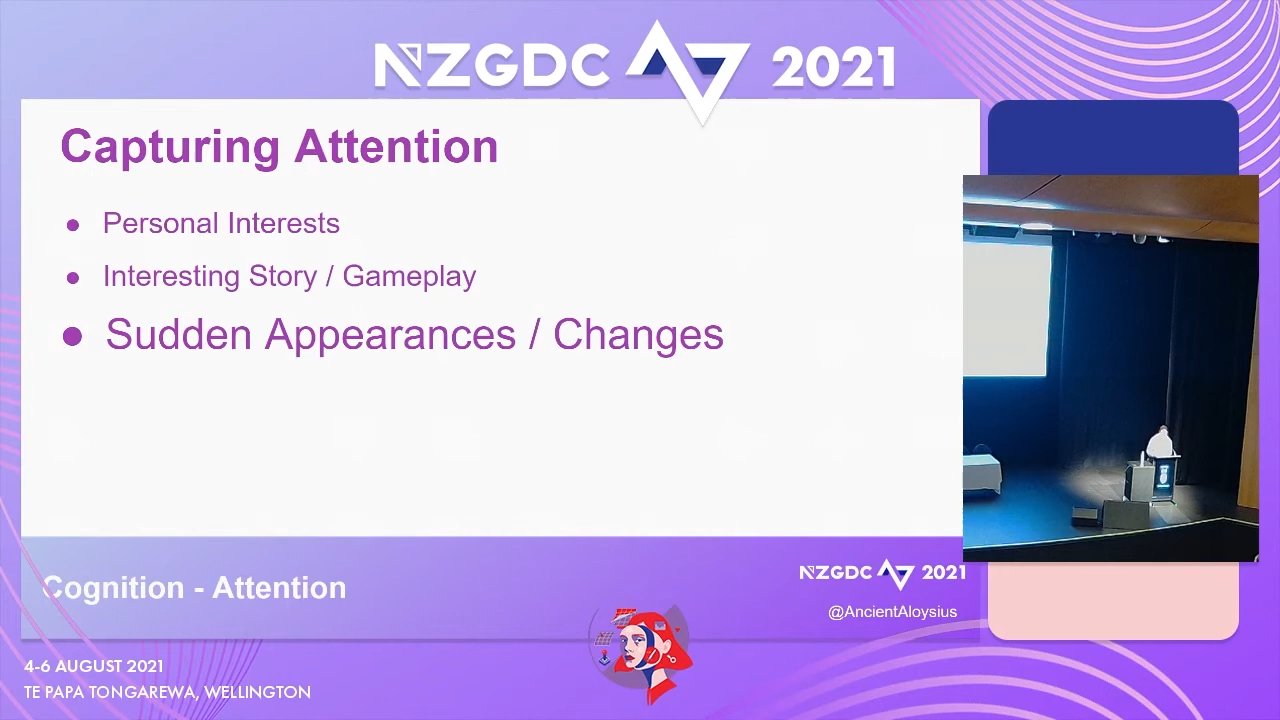 NZGDC 2021
Capturing Attention
● Personal Interests
● Interesting Story / Gameplay
● Sudden Appearances / Changes
Cognition - Attention
NZGDC 2021
@AncientAloysius
4-6 AUGUST 2021
TE PAPA TONGAREWA, WELLINGTON